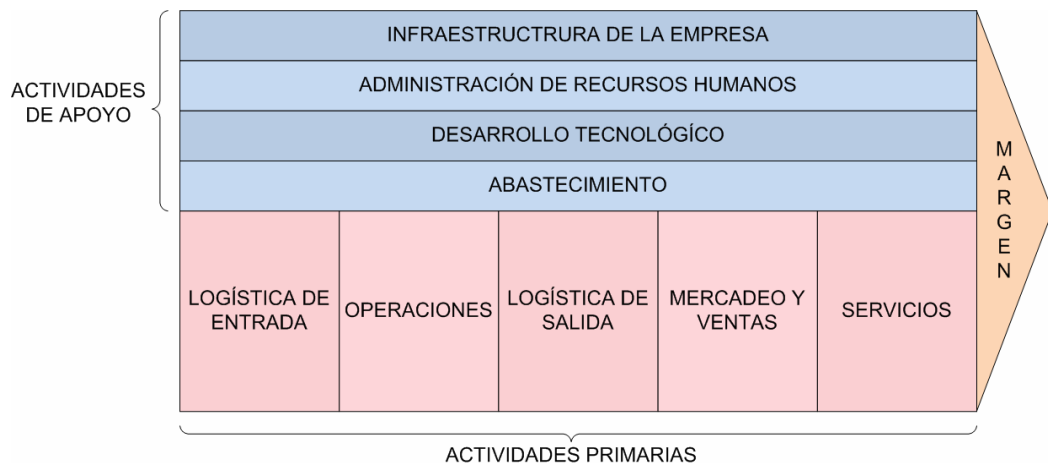 INFRAESTRUCTRURA DE LA EMPRESA
ADMINISTRACIÓN DE RECURSOS HUMANOS
DESARROLLO TECNOLÓGÍCO
ABASTECIMIENTO
ACTIVIDADES
DE APOYO
LOGÍSTICA DE
ENTRADA
OPERACIONES
LOGÍSTICA DE
SALIDA
MERCADEO Y
VENTAS
SERVICIOS
MARGEN
ACTIVIDADES PRIMARIAS